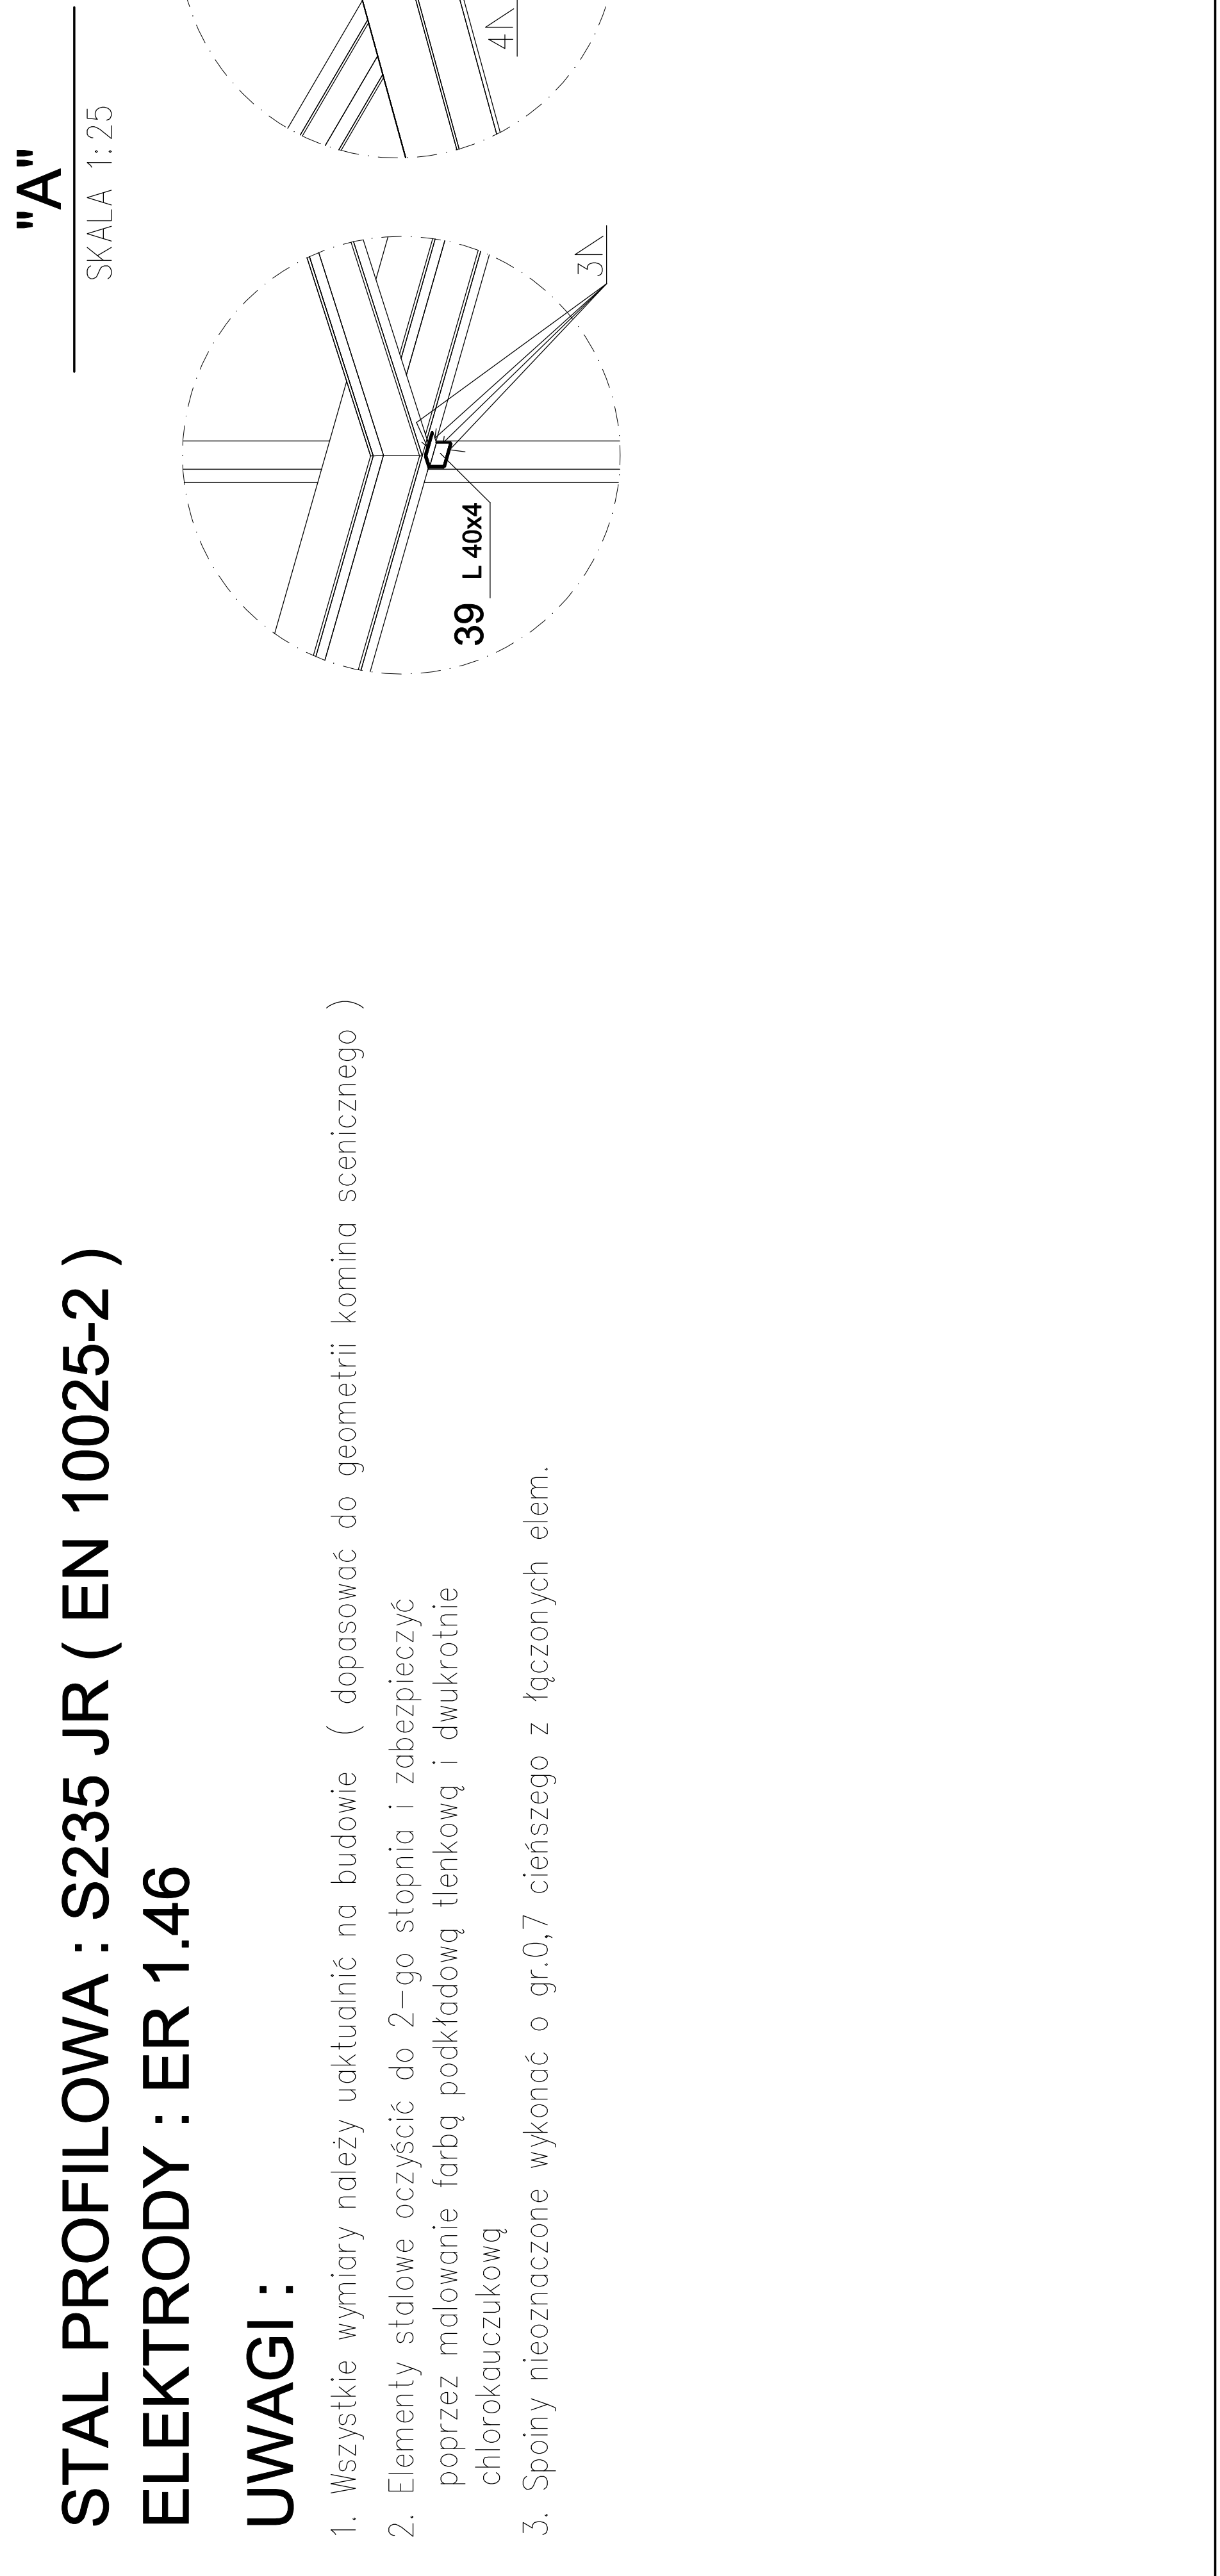 STAL PROFILOWA : S235 JR ( EN 10025-2 )
ELEKTRODY : ER 1.46
UWAGI :
1. Wszystkie wymiary należy uaktualnić na budowie ( dopasować do geometrii komina scenicznego )
2. Elementy stalowe oczyścić do 2-go stopnia i zabezpieczyć
poprzez malowanie farbą podkładową tlenkową i dwukrotnie
chlorokauczukową
3. Spoiny nieoznaczone wykonać o gr.0,7 cieńszego z łączonych elem.
"A"
SKALA 1:25
39 L 40x4
3
4